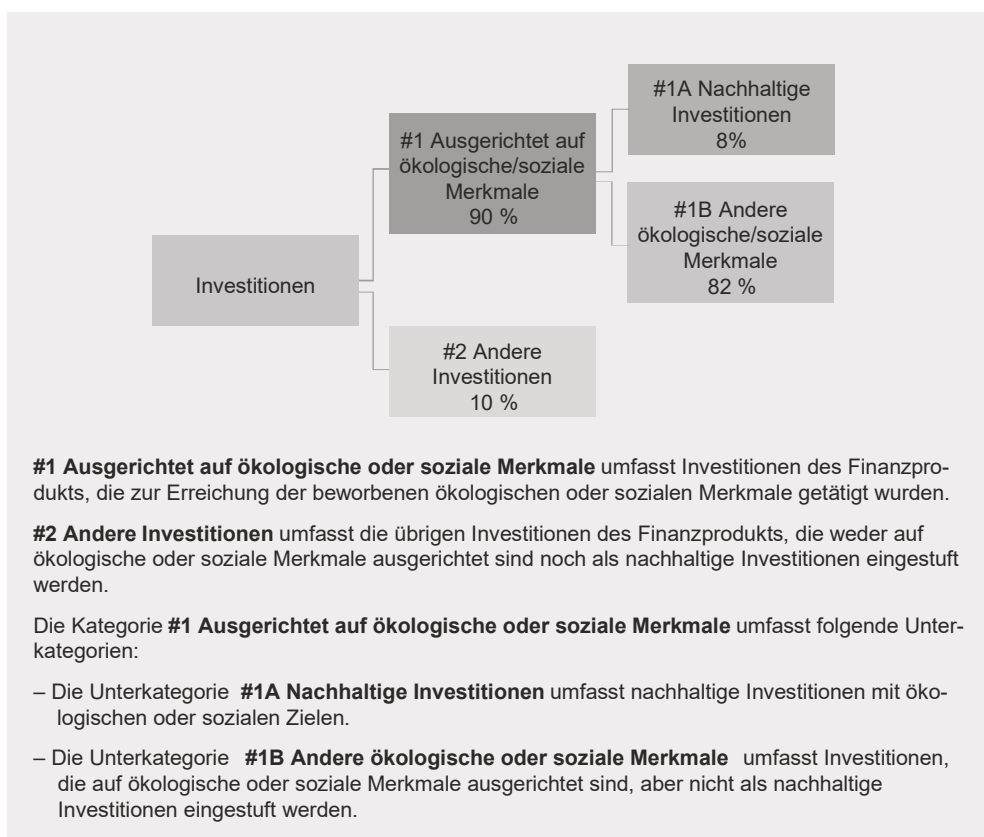 #1A Nachhaltige
Investitionen
8%
#1 Ausgerichtet auf
ökologische/soziale
Merkmale
90 %
#1B Andere
ökologische/soziale
Merkmale
82 %
Investitionen
#2 Andere
Investitionen
10 %
#1 Ausgerichtet auf ökologische oder soziale Merkmale umfasst Investitionen des Finanzpro-
dukts, die zur Erreichung der beworbenen ökologischen oder sozialen Merkmale getätigt wurden.
#2 Andere Investitionen umfasst die übrigen Investitionen des Finanzprodukts, die weder auf
ökologische oder soziale Merkmale ausgerichtet sind noch als nachhaltige Investitionen eingestuft
werden.
Die Kategorie #1 Ausgerichtet auf ökologische oder soziale Merkmale umfasst folgende Unter-
kategorien:
– Die Unterkategorie #1A Nachhaltige Investitionen umfasst nachhaltige Investitionen mit öko-
logischen oder sozialen Zielen.
– Die Unterkategorie #1B Andere ökologische oder soziale Merkmale umfasst Investitionen,
die auf ökologische oder soziale Merkmale ausgerichtet sind, aber nicht als nachhaltige
Investitionen eingestuft werden.